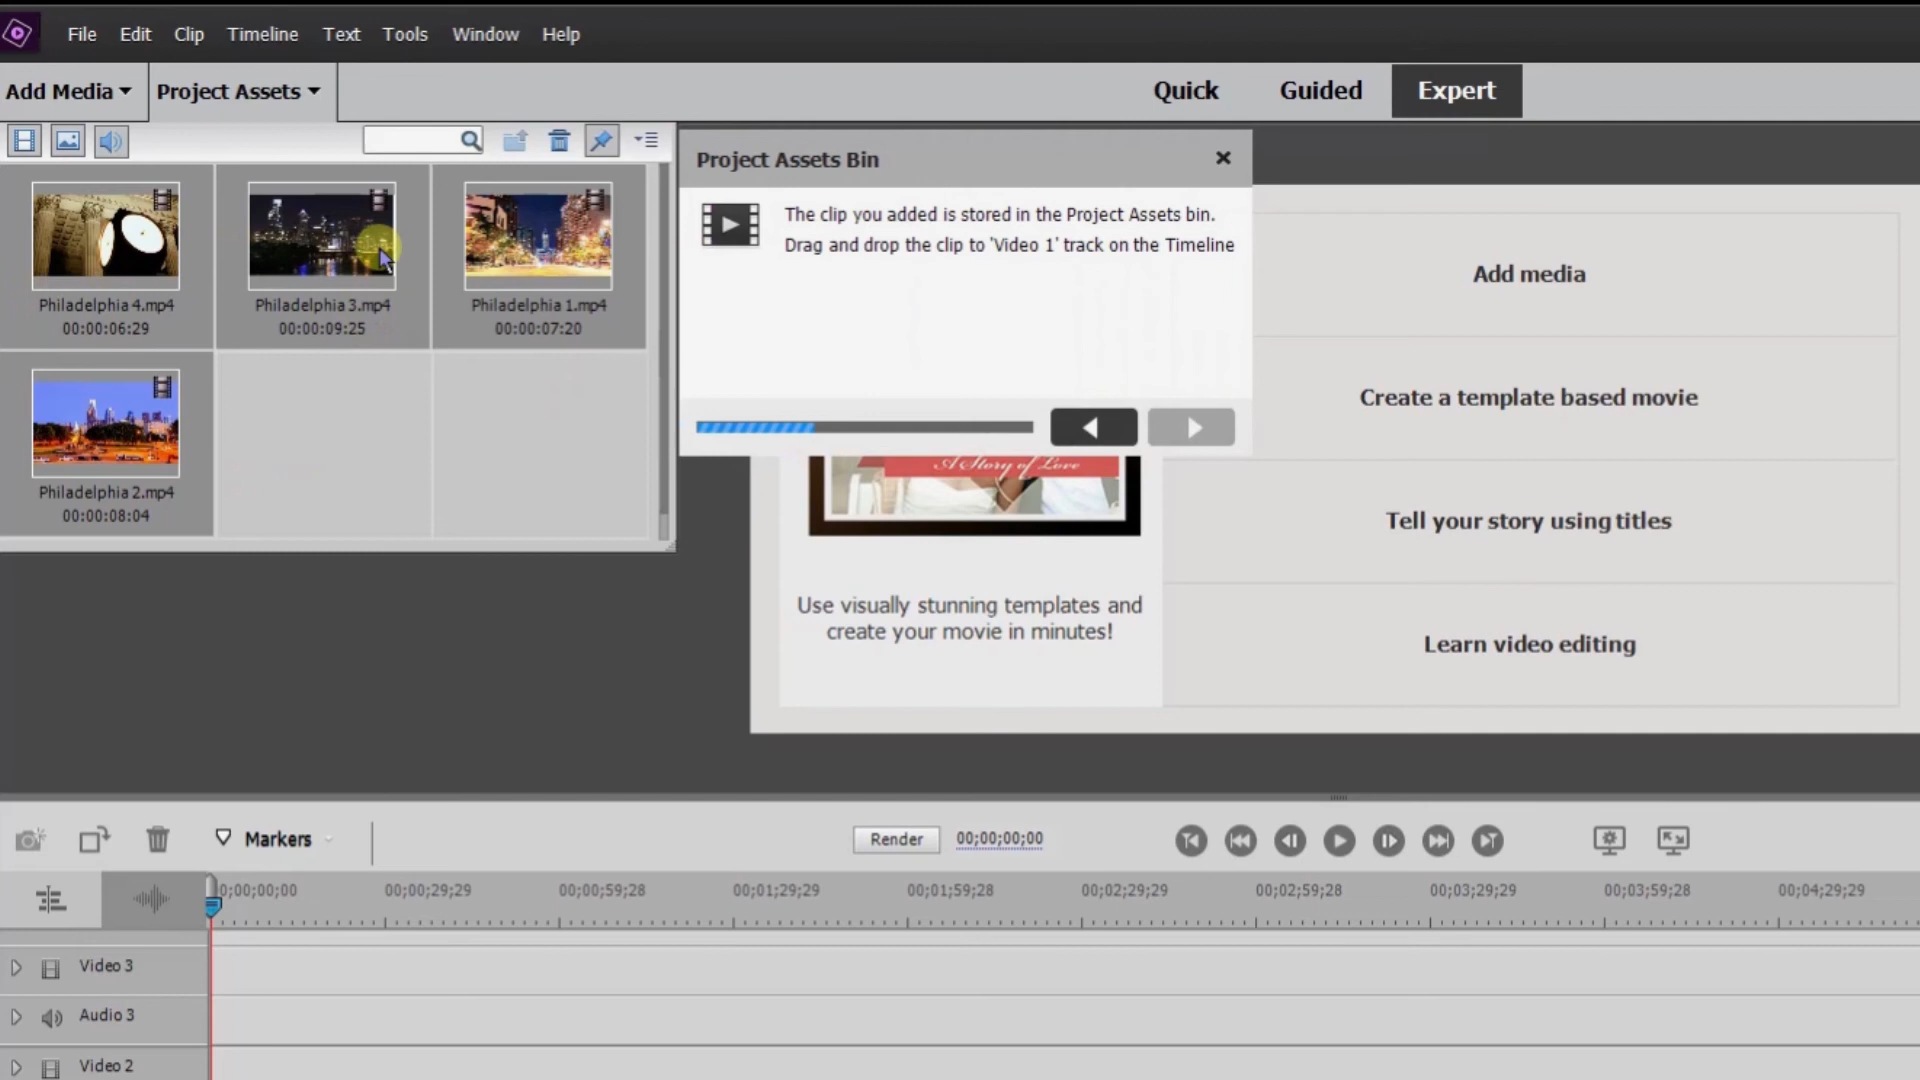 File Edit Clip Timeline Text Tools Window Help
Add Media Project Assets
Quick Guided Expert
Project Assets Bin
The clip you added is stored in the Project Assets bin.
Drag and drop the clip to 'Video 1' track on the Timeline
Philadelphia 4.mp4
00:00:06:29
Philadelphia 3.mp4
00:00:09:25
Philadelphia 1.mp4
00:00:07:20
Philadelphia 2.mp4
00:00:08:04
Add media
Create a template based movie
Tell your story using titles
Learn video editing
A Story of Love
Use visually stunning templates and
create your movie in minutes!
Markers
Render 00;00;00;00
0;00;00;00 00;00;29;29 00;00;59;28 00;01;29;29 00;01;59;28 00;02;29;29 00;02;59;28 00;03;29;29 00;03;59;28 00;04;29;29
Video 3
Audio 3
Video 2